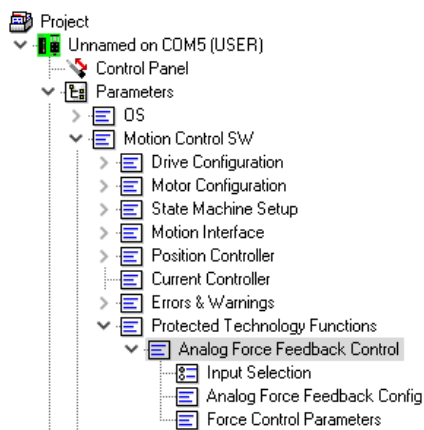 Project
Unnamed on COM5 (USER)
Control Panel
Parameters
OS
Motion Control SW
Drive Configuration
Motor Configuration
State Machine Setup
Motion Interface
Position Controller
Current Controller
Errors & Warnings
Protected Technology Functions
Analog Force Feedback Control
Input Selection
Analog Force Feedback Config
Force Control Parameters